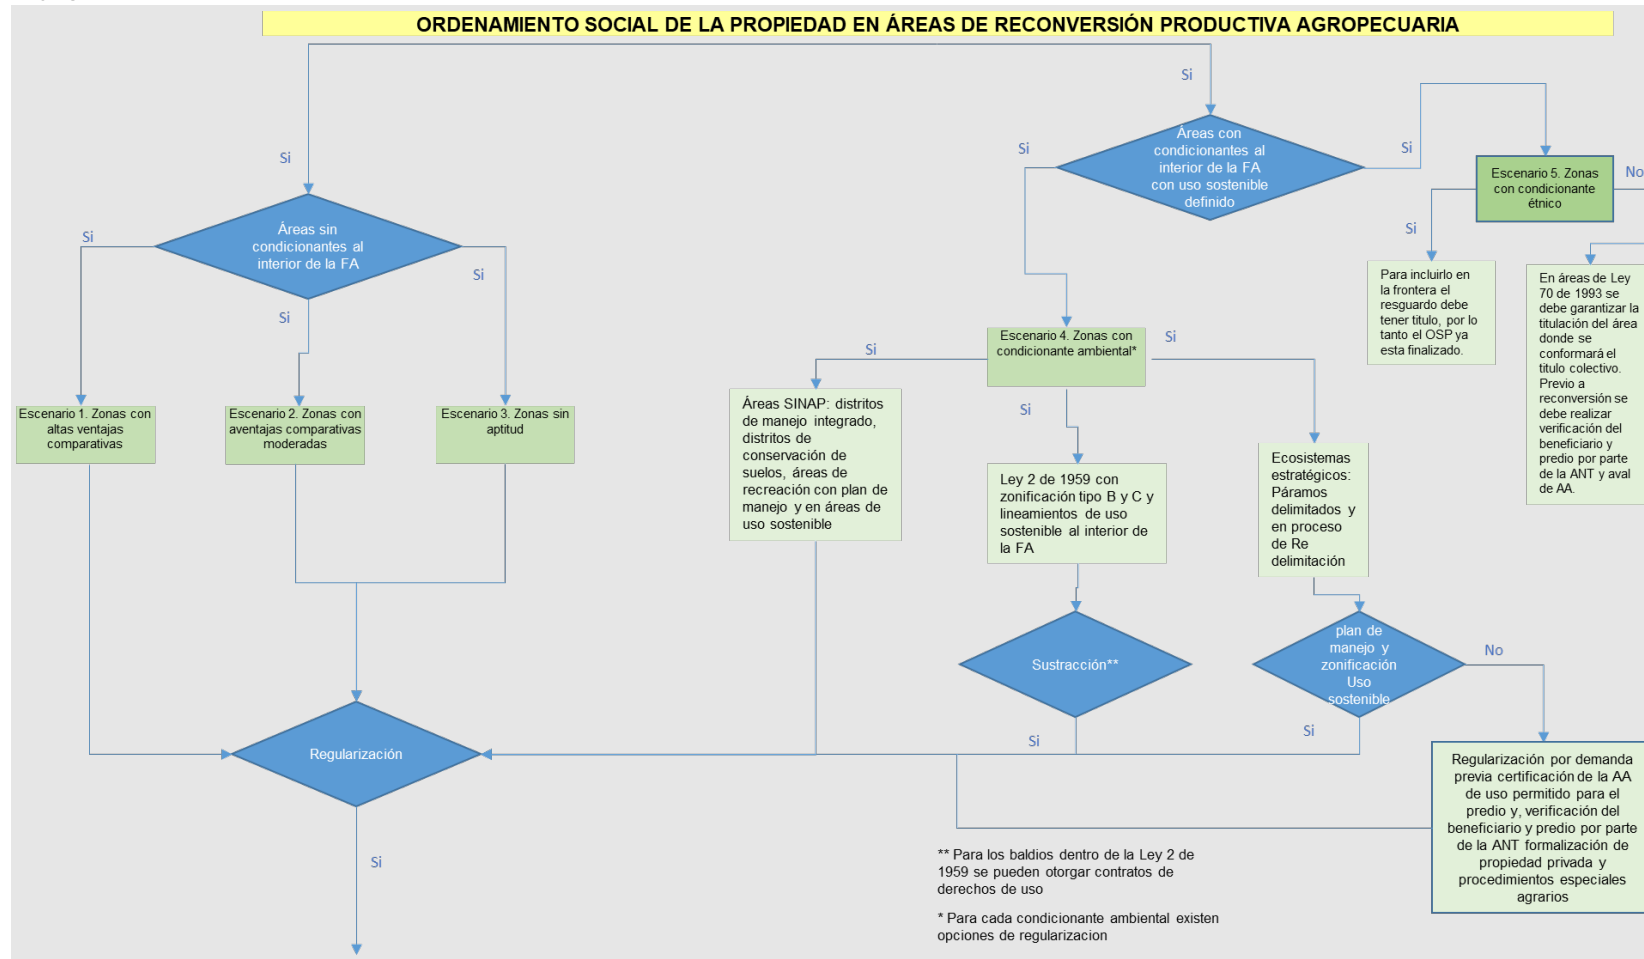 ORDENAMIENTO SOCIAL DE LA PROPIEDAD EN ÁREAS DE RECONVERSIÓN PRODUCTIVA AGROPECUARIA
Si
Si
Áreas sin
condicionantes al
interior de la FA
Si
Si
Si
Escenario 1. Zonas con
altas ventajas
comparativas
Escenario 2. Zonas con
aventajas comparativas
moderadas
Escenario 3. Zonas sin
aptitud
Áreas con
condicionantes al
interior de la FA
con uso sostenible
definido
Si
Si
Escenario 5. Zonas
con condicionante
étnico
No
Si
Para incluirlo en
la frontera el
resguardo debe
tener titulo, por lo
tanto el OSP ya
esta finalizado.
En áreas de Ley
70 de 1993 se
debe garantizar la
titulación del área
donde se
conformará el
titulo colectivo.
Previo a
reconversión se
debe realizar
verificación del
beneficiario y
predio por parte
de la ANT y aval
de AA.
Escenario 4. Zonas con
condicionante ambiental*
Si
Si
Si
Áreas SINAP: distritos
de manejo integrado,
distritos de
conservación de
suelos, áreas de
recreación con plan de
manejo y en áreas de
uso sostenible
Ley 2 de 1959 con
zonificación tipo B y C y
lineamientos de uso
sostenible al interior de
la FA
Ecosistemas
estratégicos:
Páramos
delimitados y
en proceso
de Re
delimitación
Sustracción**
plan de
manejo y
zonificación
Uso
sostenible
No
Si
Si
Regularización
Si
Regularización por demanda
previa certificación de la AA
de uso permitido para el
predio y, verificación del
beneficiario y predio por parte
de la ANT formalización de
propiedad privada y
procedimientos especiales
agrarios
** Para los baldios dentro de la Ley 2 de
1959 se pueden otorgar contratos de
derechos de uso
* Para cada condicionante ambiental existen
opciones de regularizacion